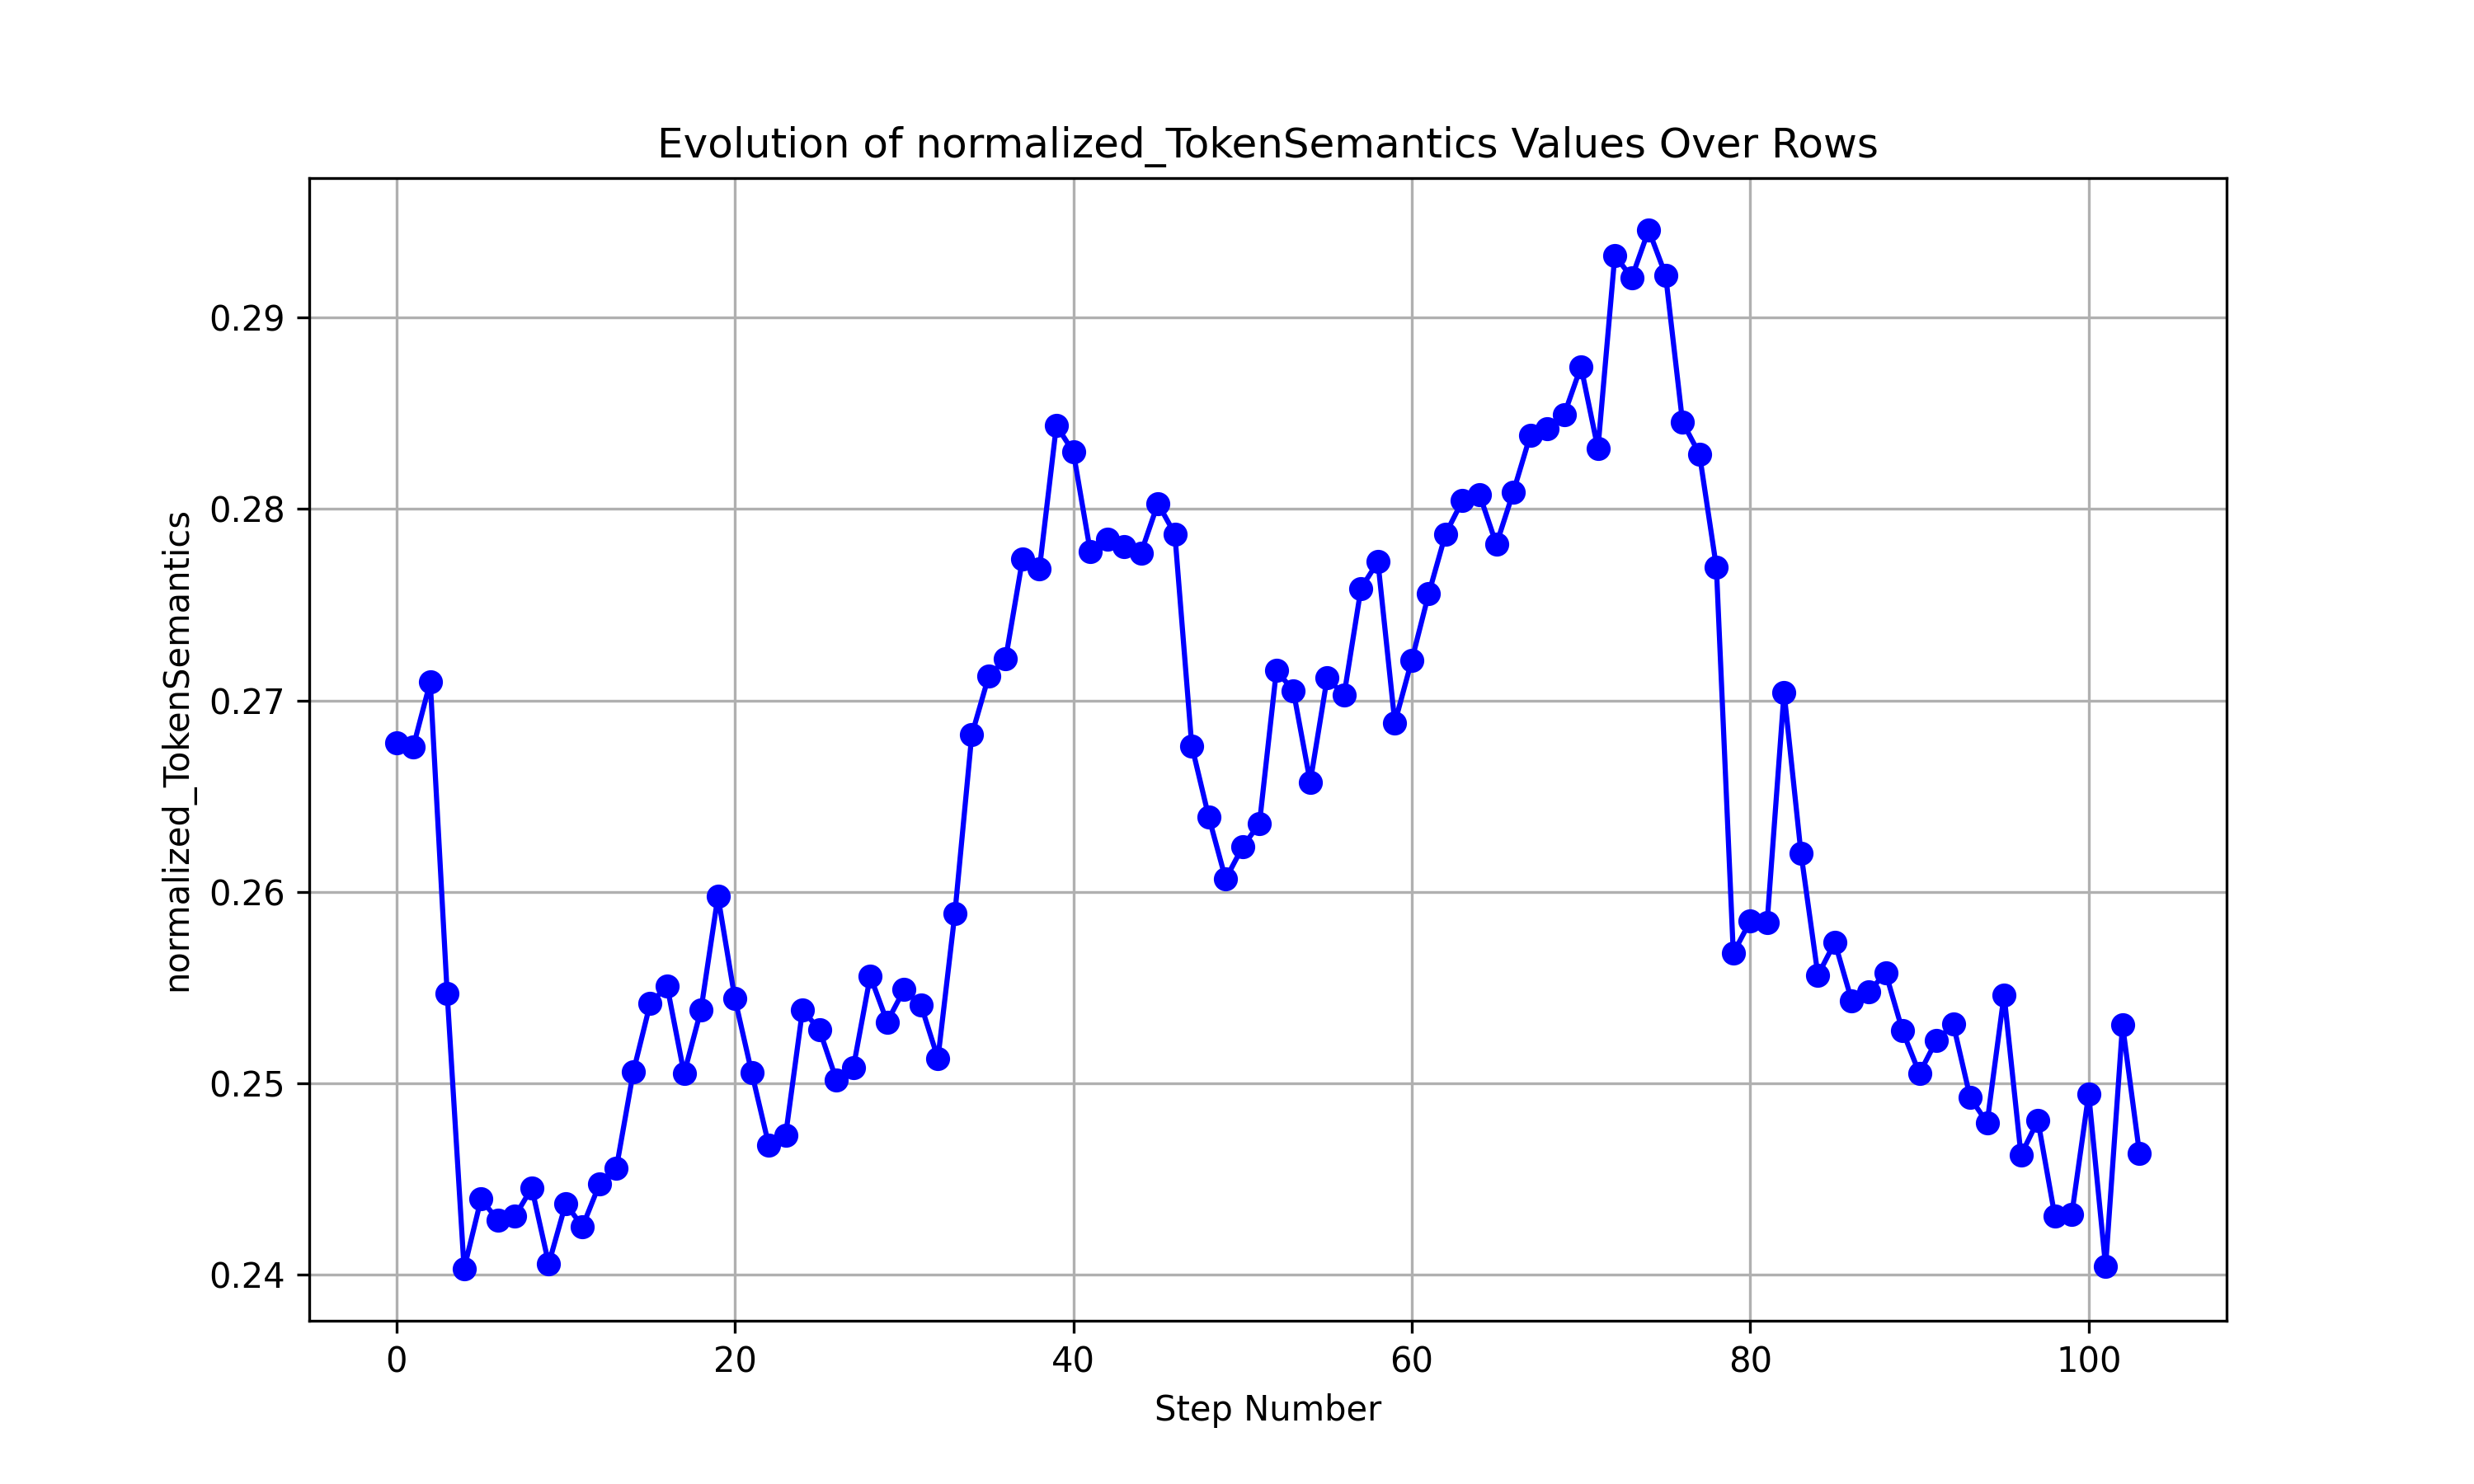 Evolution of normalized_TokenSemantics Values Over Rows
normalized_TokenSemantics
0.29
0.28
0.27
0.26
0.25
0.24
0 20 40 60 80 100
Step Number